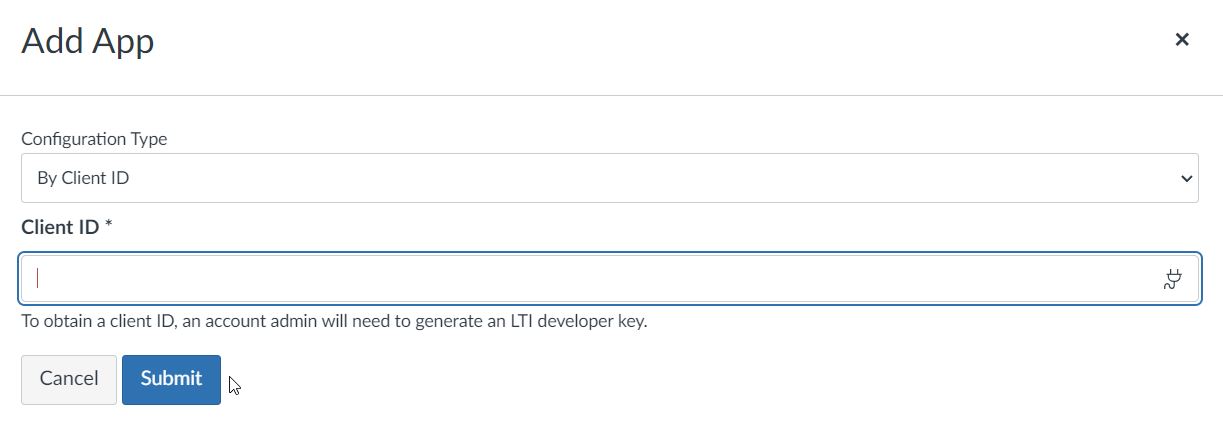 Add App
Configuration Type
By Client ID
Client ID *
To obtain a client ID, an account admin will need to generate an LTI developer key.
Cancel
Submit